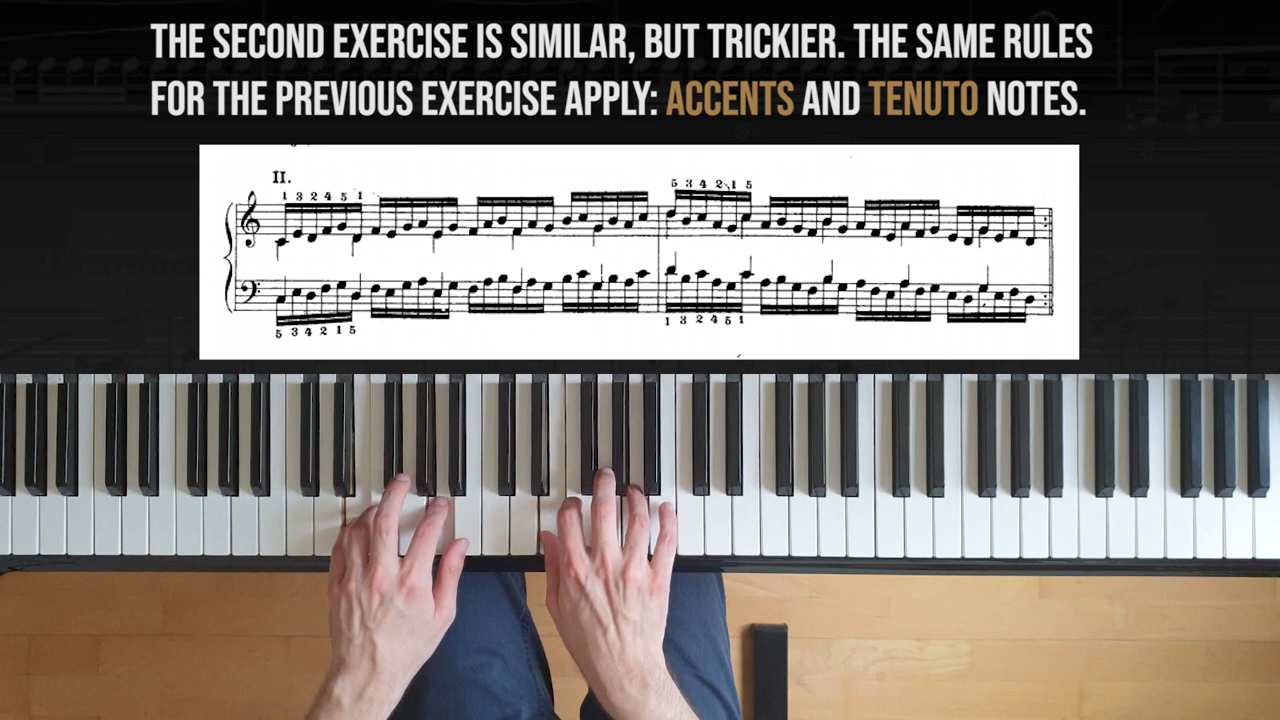 THE SECOND EXERCISE IS SIMILAR, BUT TRICKIER. THE SAME RULES
FOR THE PREVIOUS EXERCISE APPLY: ACCENTS AND TENUTO NOTES.
II.
1 3 2 4 5 1
5 3 4 2 1 5
5 3 4 2 1 5
1 3 2 4 5 1